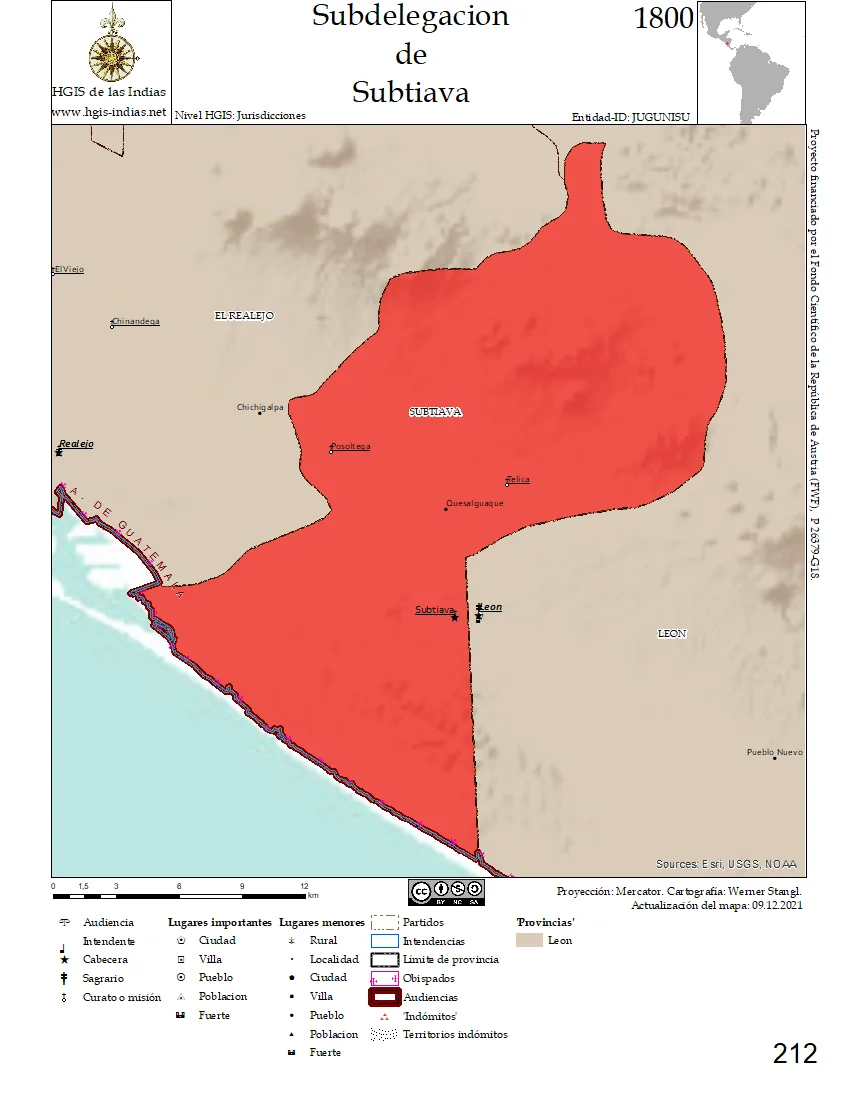 Subdelegacion
de
Subtiava
1800
HGIS de las Indias
www.hgis-indias.net
Nivel HGIS: Jurisdicciones
Entidad-ID: JUGUNISU
Proyecto financiado por el Fondo Científico de la República de Austria (FWF), P 26379-G18.
El Viejo
Chinandega
EL REALEJO
Chichigalpa
SUBTIAVA
Realejo
Posoltega
Telica
Quesalguaque
A. DE GUATEMALA
Subtiava
Leon
LEON
Pueblo Nuevo
Sources: Esri, USGS, NOAA
0 1,5 3 6 9 12
km
cc
BY NC SA
Proyección: Mercator. Cartografía: Werner Stangl.
Actualización del mapa: 09.12.2021
Audiencia
Intendente
Cabecera
Sagrario
Curato o misión
Lugares importantes
Ciudad
Villa
Pueblo
Poblacion
Fuerte
Lugares menores
Rural
Localidad
Ciudad
Villa
Pueblo
Poblacion
Fuerte
Partidos
Intendencias
Límite de provincia
Obispados
Audiencias
'Indómitos'
Territorios indómitos
'Provincias'
Leon
212